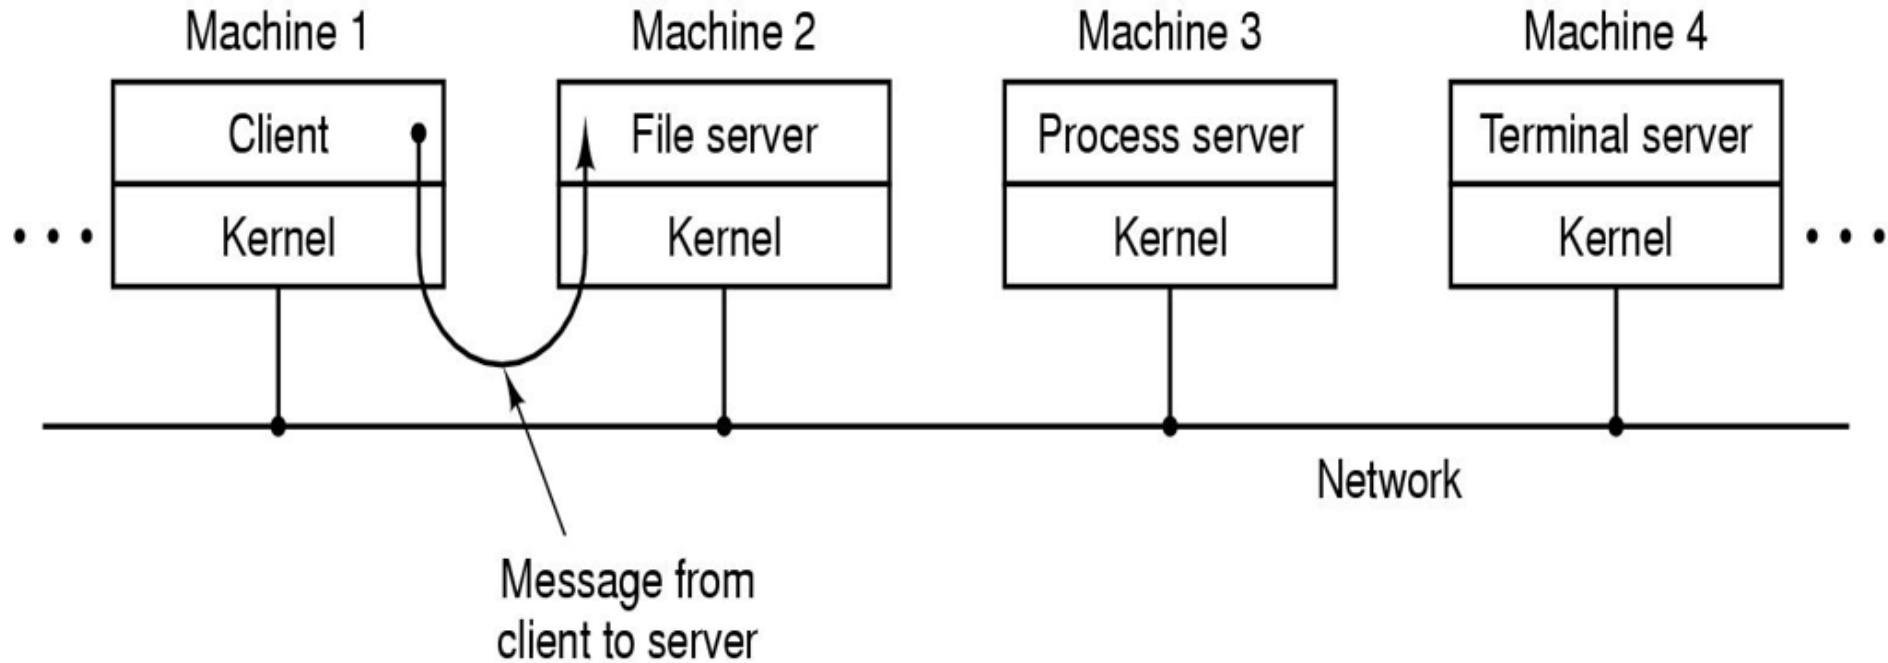 Machine 1
Machine 2
Machine 3
Machine 4
Client
File server
Process server
Terminal server
Kernel
Kernel
Kernel
Kernel
Network
Message from
client to server